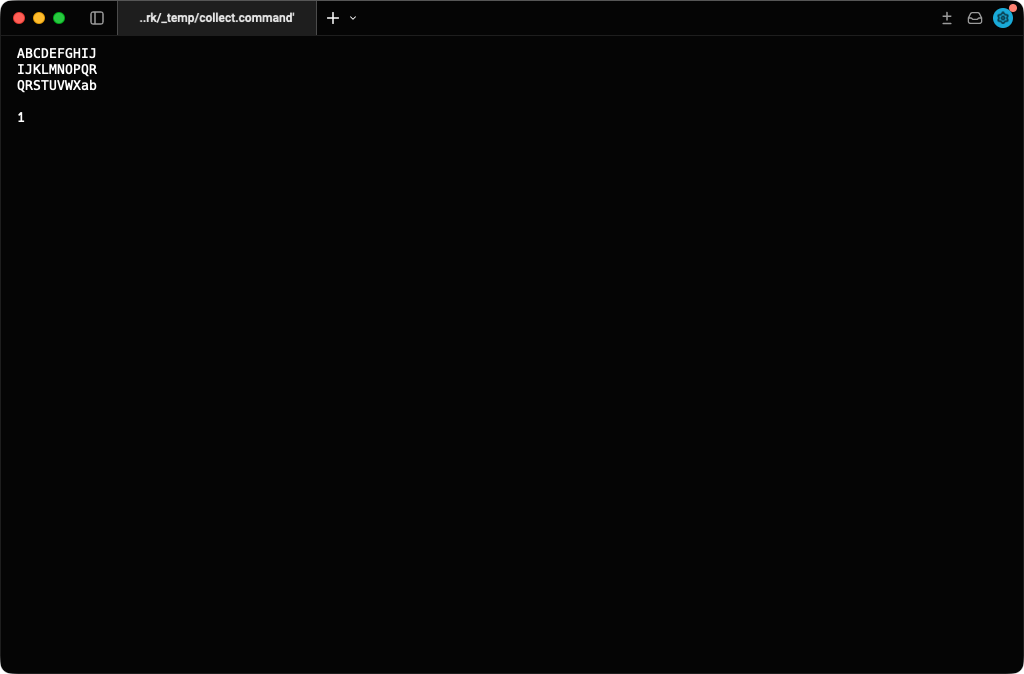 ..rk/_temp/collect.command'
ABCDEFGHIJ
IJKLMNOPQR
QRSTUVWXab
1